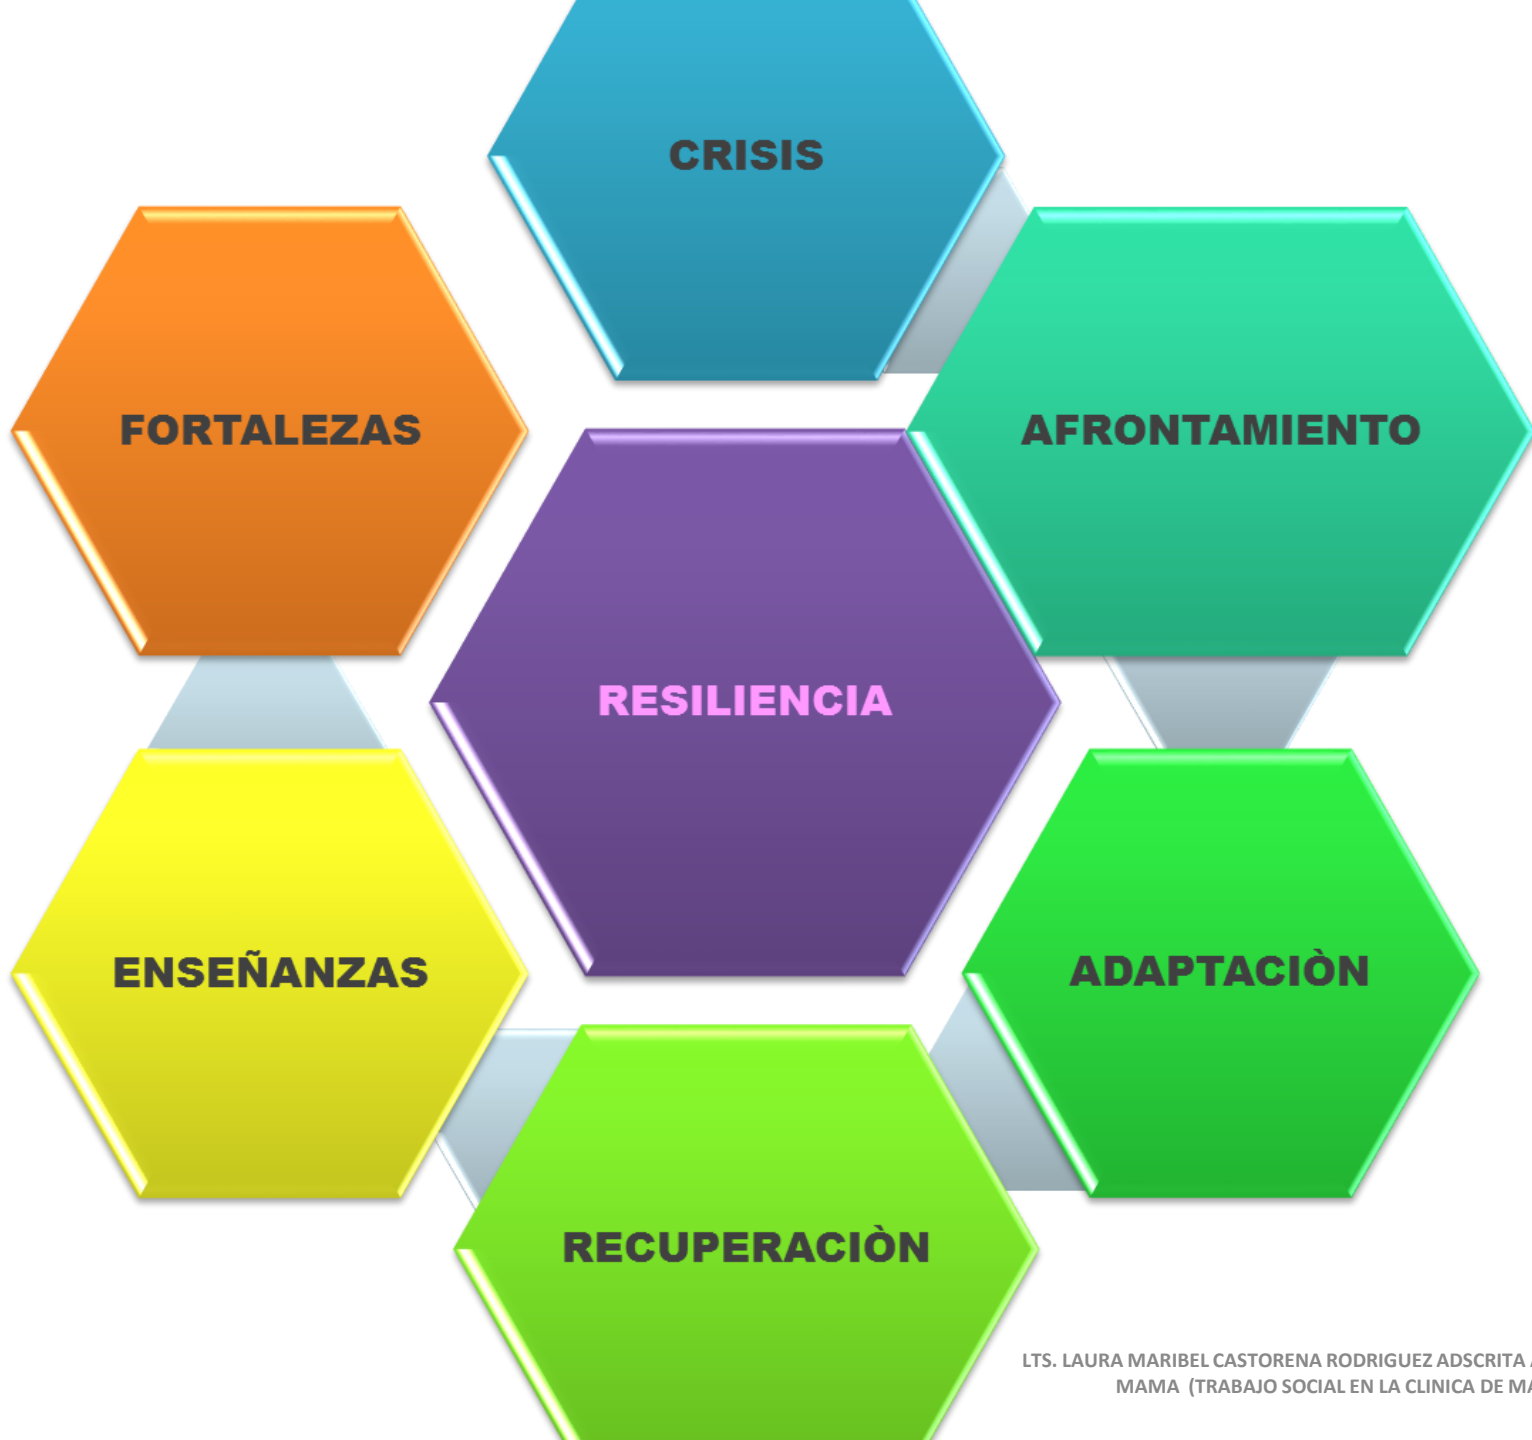 CRISIS
FORTALEZAS
AFRONTAMIENTO
RESILIENCIA
ENSEÑANZAS
ADAPTACIÒN
RECUPERACIÒN
LTS. LAURA MARIBEL CASTORENA RODRIGUEZ ADSCRITA
MAMA (TRABAJO SOCIAL EN LA CLINICA DE